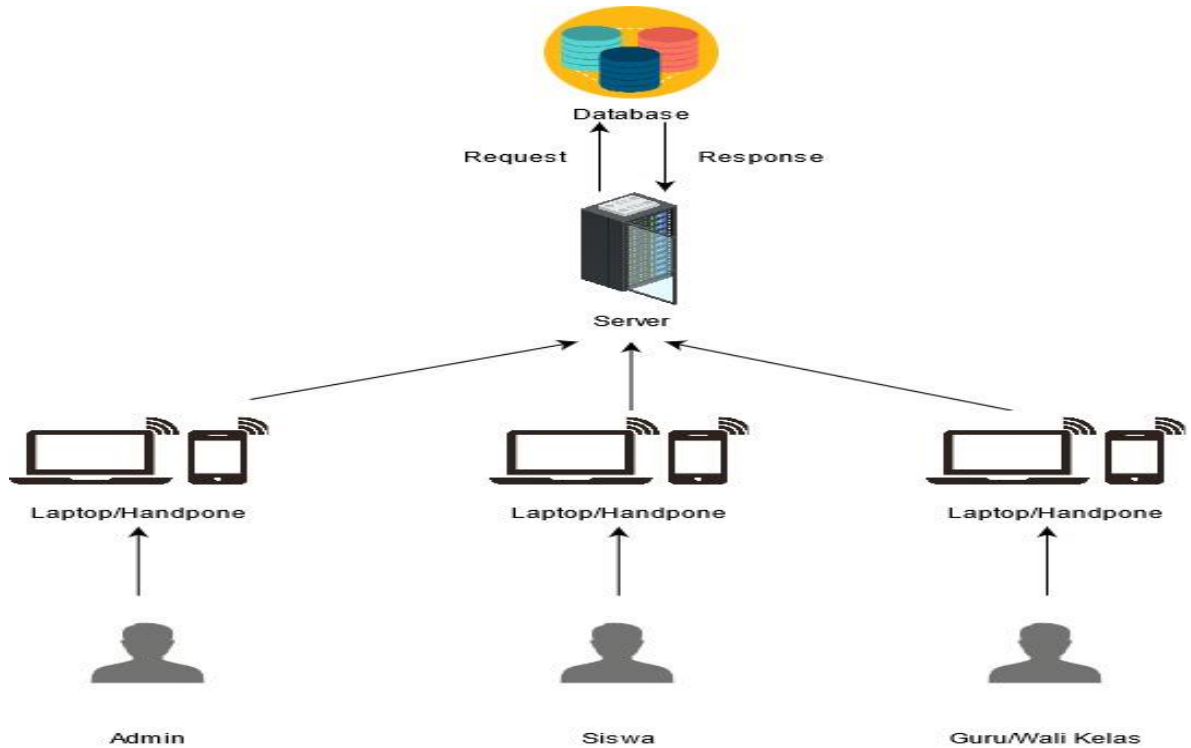 Database
Request
Response
Server
Laptop/Handpone
Laptop/Handpone
Laptop/Handpone
Admin
Siswa
Guru/Wali Kelas